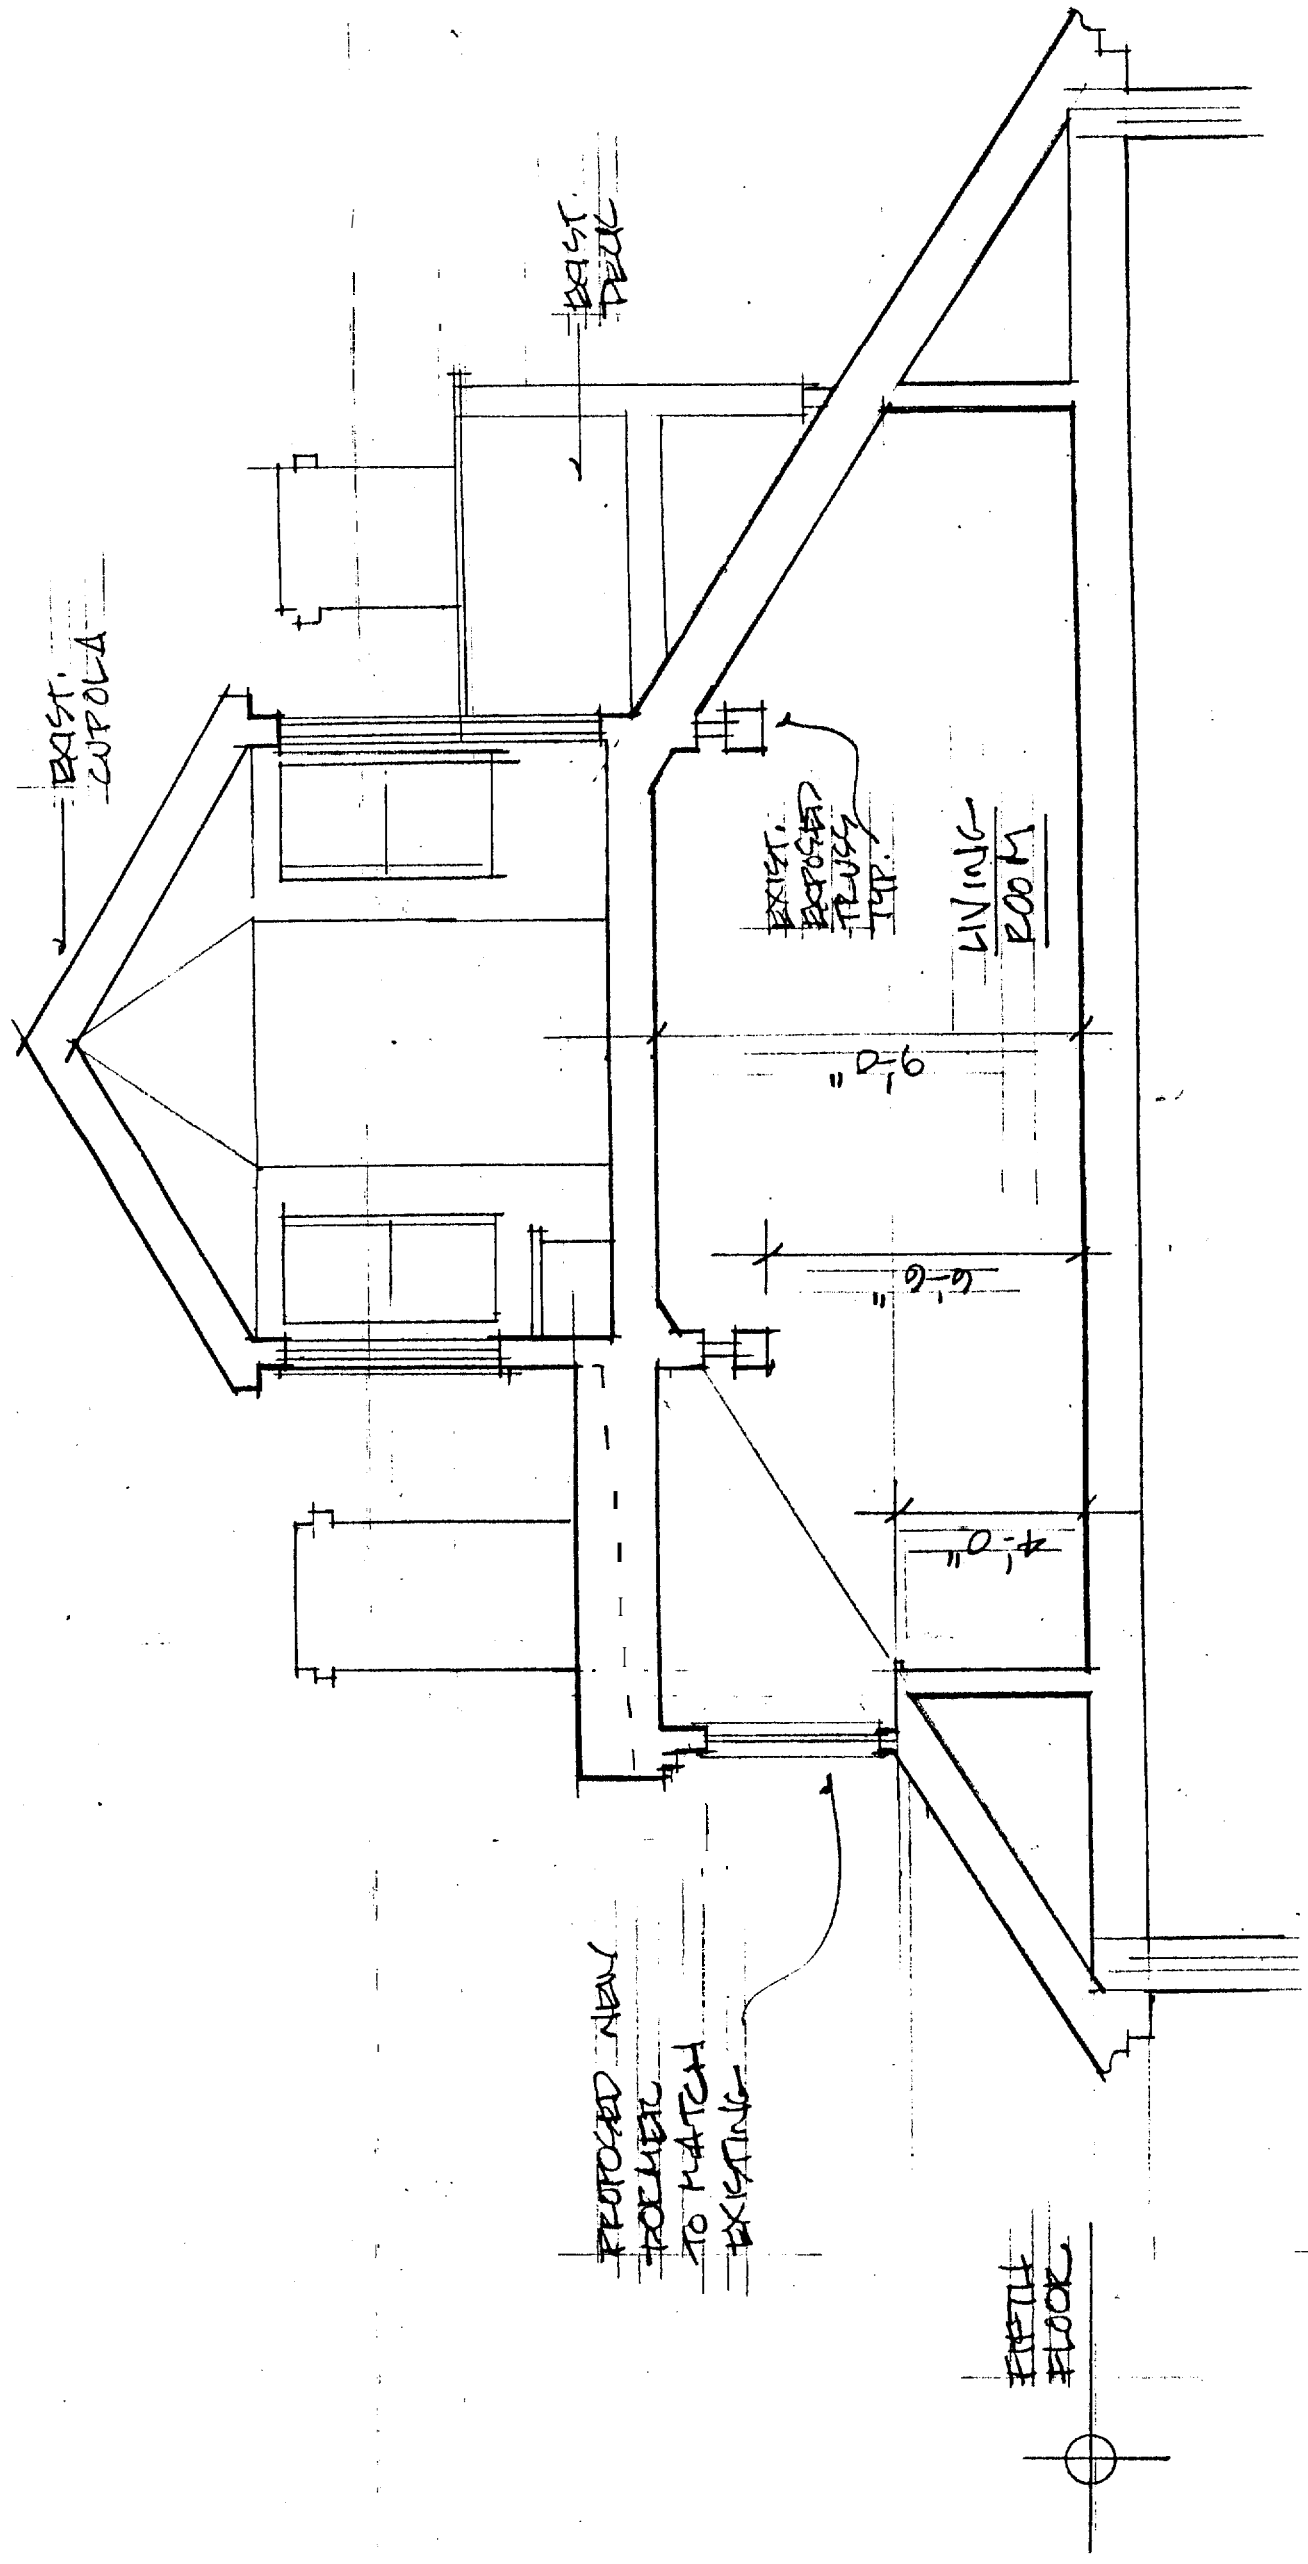 EXIST.
CUPOLA
EXIST.
DECK
PROPOSED NEW
DORMER
TO MATCH
EXISTING
EXIST.
EXPOSED
TRUSS
TYP.
LIVING
ROOM
9'-0"
6'-6"
4'-0"
FIFTH
FLOOR